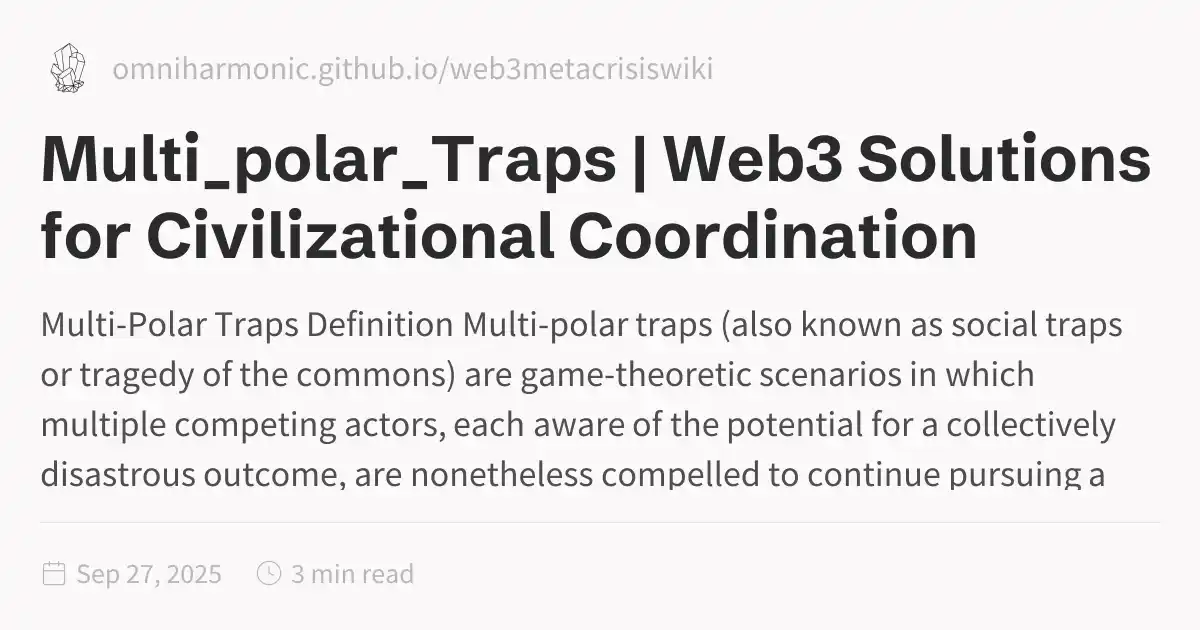 omniharmonic.github.io/web3metacrisiswiki
Multi_polar_Traps | Web3 Solutions
for Civilizational Coordination
Multi-Polar Traps Definition Multi-polar traps (also known as social traps
or tragedy of the commons) are game-theoretic scenarios in which
multiple competing actors, each aware of the potential for a collectively
disastrous outcome, are nonetheless compelled to continue pursuing a
Sep 27, 2025 3 min read